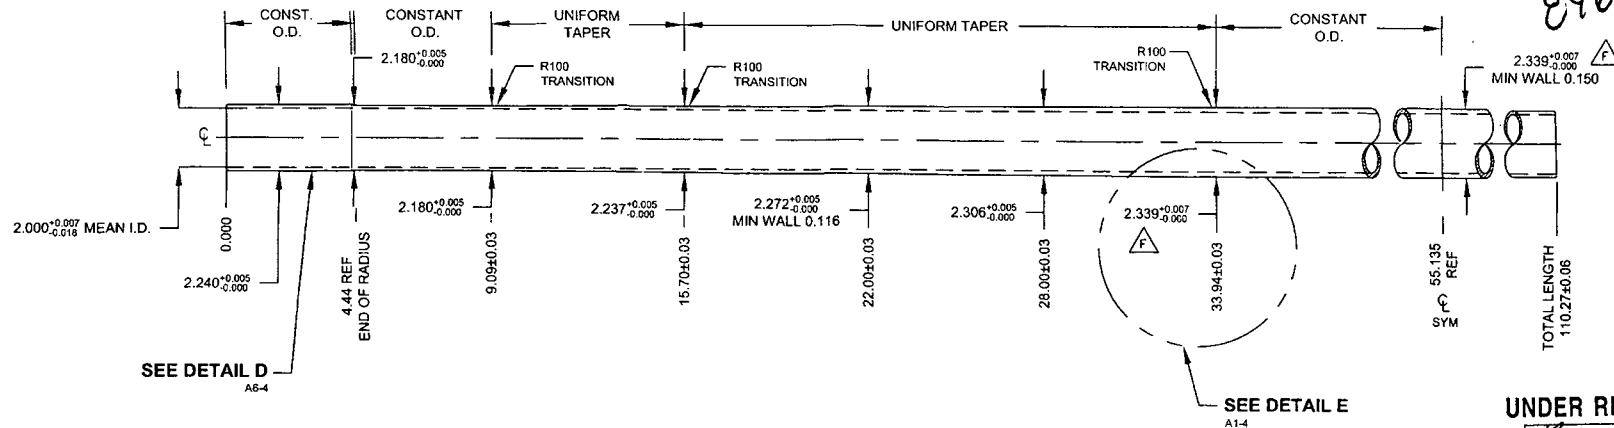 CONST.
O.D.
CONSTANT
O.D.
UNIFORM
TAPER
UNIFORM TAPER
CONSTANT
O.D.
2.180+0.005
-0.000
R100
TRANSITION
R100
TRANSITION
R100
TRANSITION
2.339+0.007
-0.000
F
MIN WALL 0.150
℄
2.000+0.007
-0.018 MEAN I.D.
0.000
2.240+0.005
-0.000
4.44 REF
END OF RADIUS
2.180+0.005
-0.000
9.09±0.03
2.237+0.005
-0.000
15.70±0.03
2.272+0.005
-0.000
MIN WALL 0.116
22.00±0.03
2.306+0.005
-0.000
28.00±0.03
2.339+0.007
-0.000
F
33.94±0.03
55.135
REF
℄
SYM
TOTAL LENGTH
110.27±0.06
SEE DETAIL D
A6-4
SEE DETAIL E
A1-4
UNDER